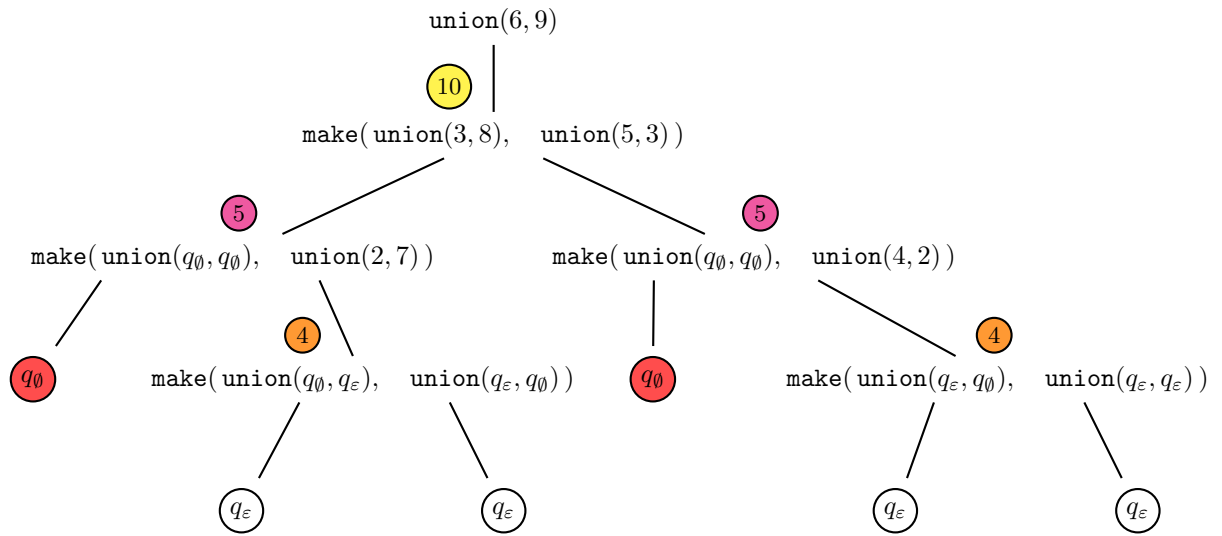 union(6, 9)
10
make( union(3, 8), union(5, 3) )
5 5
make( union(q∅, q∅), union(2, 7) ) make( union(q∅, q∅), union(4, 2) )
4 4
q∅ make( union(q∅, qε), union(qε, q∅) ) q∅ make( union(qε, q∅), union(qε, qε) )
qε qε qε qε